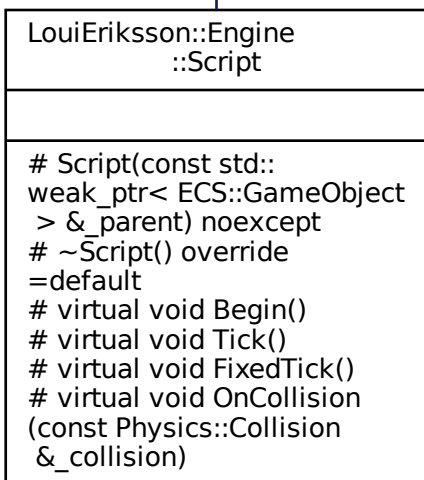 LouiEriksson::Engine
::Script
# Script(const std::
weak_ptr< ECS::GameObject
> &_parent) noexcept
# ~Script() override
=default
# virtual void Begin()
# virtual void Tick()
# virtual void FixedTick()
# virtual void OnCollision
(const Physics::Collision
&_collision)